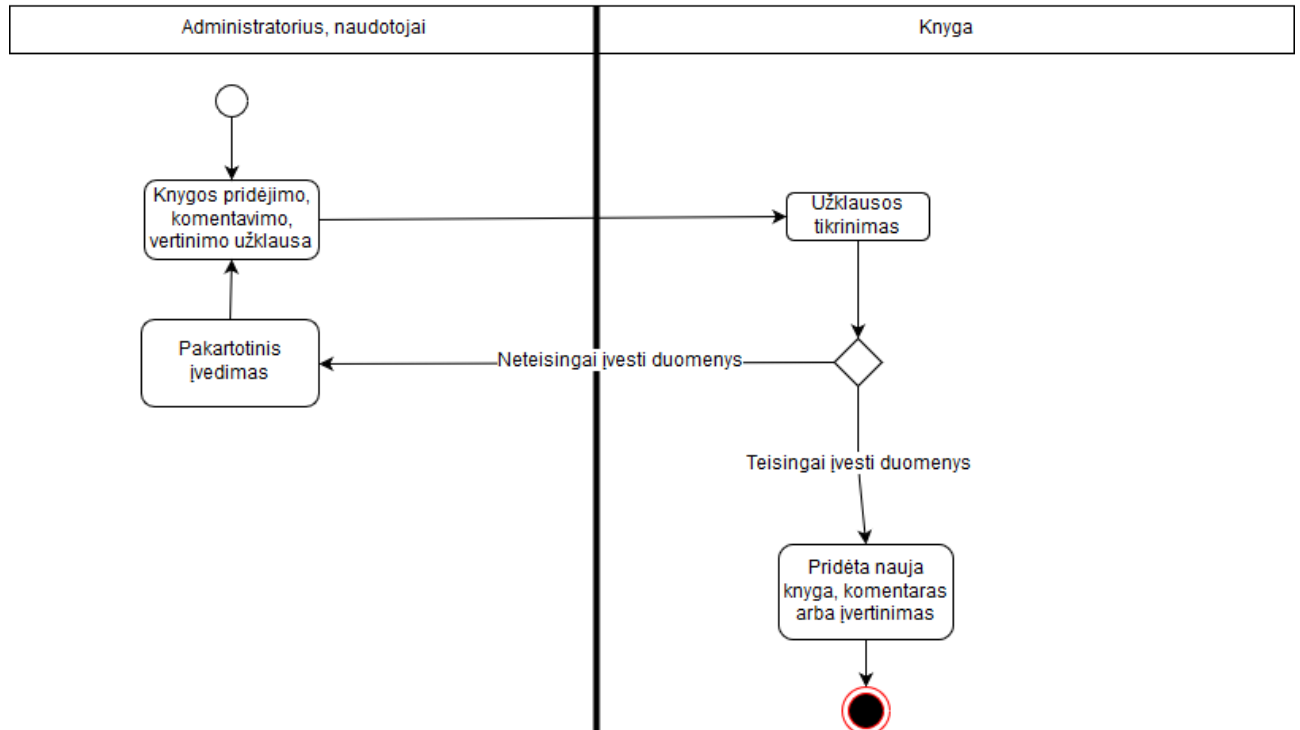 Administratorius, naudotojai
Knyga
Knygos pridėjimo,
komentavimo,
vertinimo užklausa
Užklausos
tikrinimas
Pakartotinis
įvedimas
Neteisingai įvesti duomenys
Teisingai įvesti duomenys
Pridėta nauja
knyga, komentaras
arba įvertinimas